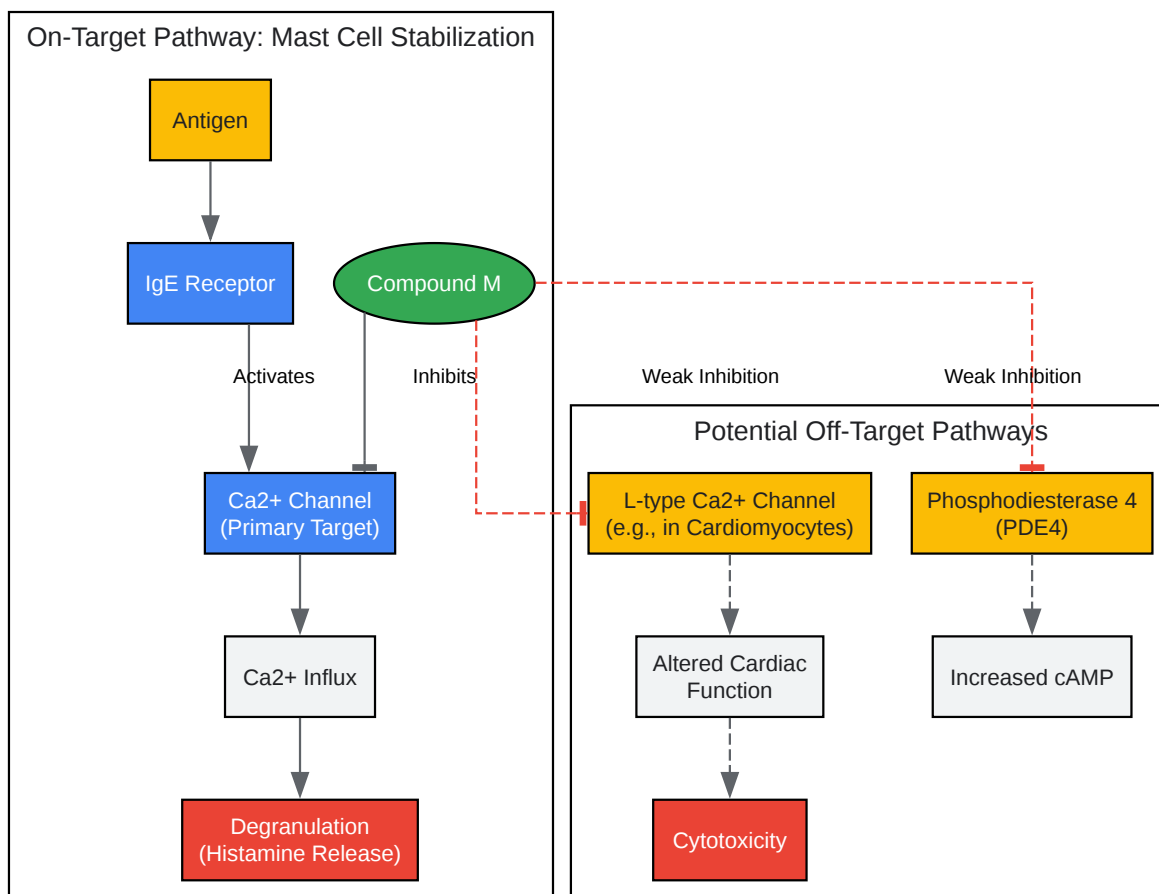 On-Target Pathway: Mast Cell Stabilization
Antigen
IgE Receptor
Compound M
Activates
Inhibits
Weak Inhibition
Weak Inhibition
Potential Off-Target Pathways
Ca2+ Channel
(Primary Target)
L-type Ca2+ Channel
(e.g., in Cardiomyocytes)
Phosphodiesterase 4
(PDE4)
Ca2+ Influx
Altered Cardiac
Function
Increased cAMP
Degranulation
(Histamine Release)
Cytotoxicity